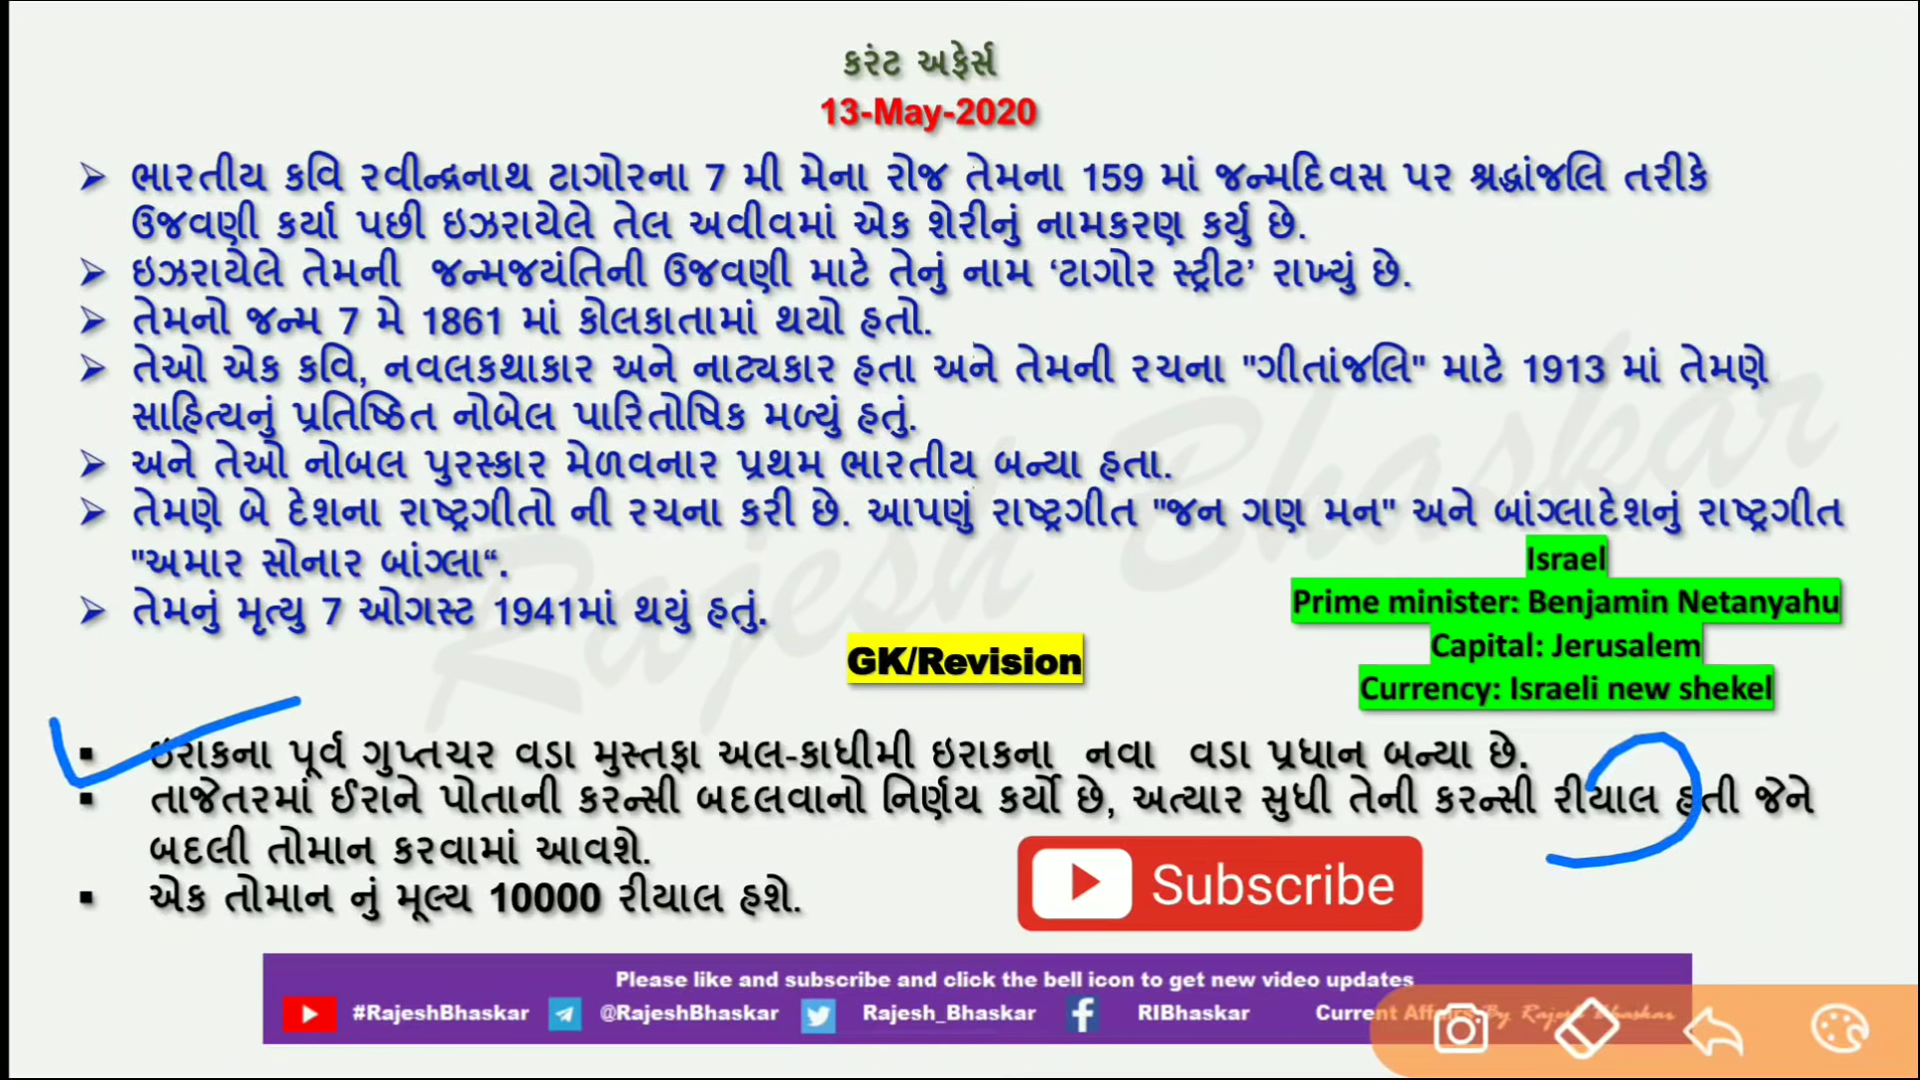 કરંટ અફેર્સ
13-May-2020
ભારતીય કવિ રવીન્દ્રનાથ ટાગોરના 7 મી મેના રોજ તેમના 159 માં જન્મદિવસ પર શ્રદ્ધાંજલિ તરીકે
ઉજવણી કર્યા પછી ઇઝરાયેલે તેલ અવીવમાં એક શેરીનું નામકરણ કર્યુ છે.
ઇઝરાયેલે તેમની જન્મજયંતિની ઉજવણી માટે તેનું નામ ‘ટાગોર સ્ટ્રીટ’ રાખ્યું છે.
તેમનો જન્મ 7 મે 1861 માં કોલકાતામાં થયો હતો.
તેઓ એક કવિ, નવલકથાકાર અને નાટ્યકાર હતા અને તેમની રચના "ગીતાંજલિ" માટે 1913 માં તેમણે
સાહિત્યનું પ્રતિષ્ઠિત નોબેલ પારિતોષિક મળ્યું હતું.
અને તેઓ નોબલ પુરસ્કાર મેળવનાર પ્રથમ ભારતીય બન્યા હતા.
તેમણે બે દેશના રાષ્ટ્રગીતો ની રચના કરી છે. આપણું રાષ્ટ્રગીત "જન ગણ મન" અને બાંગ્લાદેશનું રાષ્ટ્રગીત
"અમાર સોનાર બાંગ્લા“.
તેમનું મૃત્યુ 7 ઓગસ્ટ 1941માં થયું હતું.
Israel
Prime minister: Benjamin Netanyahu
Capital: Jerusalem
Currency: Israeli new shekel
GK/Revision
ઇરાકના પૂર્વ ગુપ્તચર વડા મુસ્તફા અલ-કાધીમી ઇરાકના નવા વડા પ્રધાન બન્યા છે.
તાજેતરમાં ઈરાને પોતાની કરન્સી બદલવાનો નિર્ણય કર્યો છે, અત્યાર સુધી તેની કરન્સી રીયાલ હતી જેને
બદલી તોમાન કરવામાં આવશે.
એક તોમાન નું મૂલ્ય 10000 રીયાલ હશે.
Subscribe
Please like and subscribe and click the bell icon to get new video updates
#RajeshBhaskar @RajeshBhaskar Rajesh_Bhaskar RIBhaskar Current Affairs By Rajesh Bhaskar
Rajesh Bhaskar